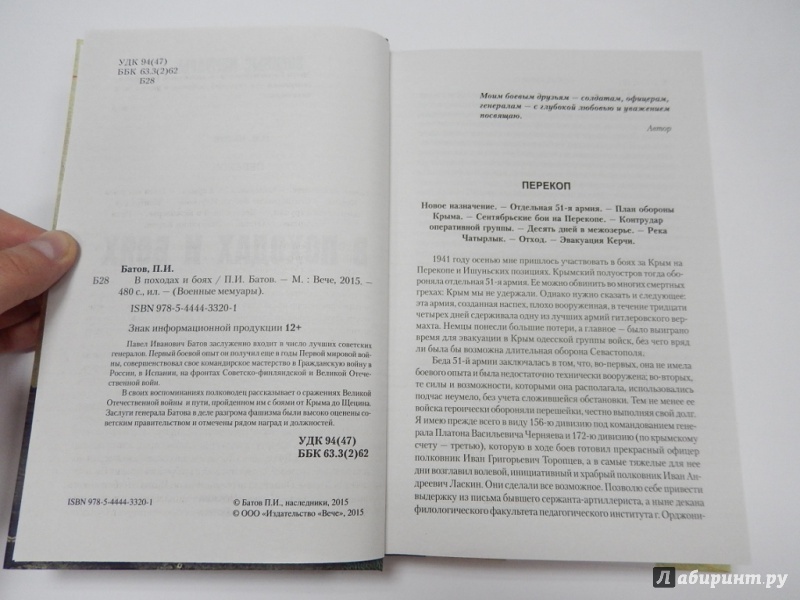 УДК 94(47)
ББК 63.3(2)62
Б28
Батов, П.И.
Б28 В походах и боях / П.И. Батов. – М. : Вече, 2015. –
480 с., ил. – (Военные мемуары).
ISBN 978-5-4444-3320-1
Знак информационной продукции 12+
Павел Иванович Батов заслуженно входит в число лучших советских
генералов. Первый боевой опыт он получил еще в годы Первой мировой войны,
совершенствовал свое командирское мастерство в Гражданскую войну в
России, в Испании, на фронтах Советско-финляндской и Великой Отече-
ственной войн.
В своих воспоминаниях полководец рассказывает о сражениях Великой
Отечественной войны и пути, пройденном им с боями от Крыма до Щецина.
Заслуги генерала Батова в деле разгрома фашизма были высоко оценены со-
ветским правительством и отмечены рядом наград и должностей.
УДК 94(47)
ББК 63.3(2)62
ISBN 978-5-4444-3320-1
© Батов П.И., наследники, 2015
© ООО «Издательство «Вече», 2015
Моим боевым друзьям — солдатам, офицерам,
генералам — с глубокой любовью и уважением
посвящаю.
Автор
ПЕРЕКОП
Новое назначение. — Отдельная 51-я армия. — План обороны
Крыма. — Сентябрьские бои на Перекопе. — Контрудар
оперативной группы. — Десять дней в межозерье. — Река
Чатырлык. — Отход. — Эвакуация Керчи.
1941 году осенью мне пришлось участвовать в боях за Крым на
Перекопе и Ишуньских позициях. Крымский полуостров тогда обо-
роняла отдельная 51-я армия. Ее можно обвинить во многих смертных
грехах: Крым мы не удержали. Однако нужно сказать и следующее:
эта армия, созданная наспех, плохо вооруженная, в течение тридцати
четырех дней сдерживала одну из лучших армий гитлеровского вер-
махта. Немцы понесли большие потери, а главное — было выиграно
время для эвакуации в Крым одесской группы войск, без чего вряд
ли была бы возможна длительная оборона Севастополя.
Беда 51-й армии заключалась в том, что, во-первых, она не имела
боевого опыта и была недостаточно технически вооружена; во-вторых,
те силы и возможности, которыми она располагала, использовались
подчас неумело, без учета сложившейся обстановки. Тем не менее ее
войска героически обороняли перешейки, честно выполняя свой долг.
Я имею прежде всего в виду 156-ю дивизию под командованием гене-
рала Платона Васильевича Черняева и 172-ю дивизию (по крымскому
счету — третью), которую в ходе боев готовил прекрасный офицер
полковник Иван Григорьевич Торопцев, а в самые тяжелые для нее
дни возглавил волевой, инициативный и храбрый полковник Иван Ан-
дреевич Ласкин. Они сделали все возможное. Позволю себе привести
выдержку из письма бывшего сержанта-артиллериста, а ныне декана
филологического факультета педагогического института г. Орджони-
Лабиринт.ру